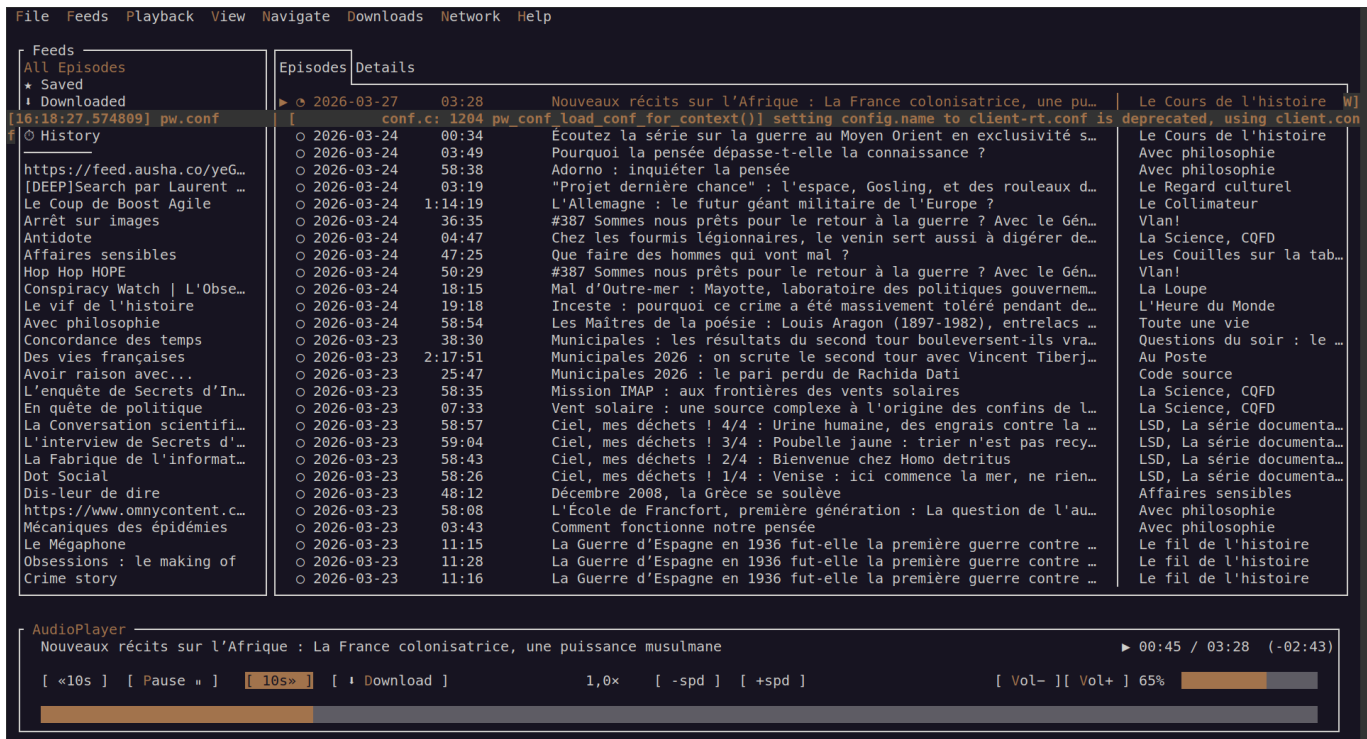 File Feeds Playback View Navigate Downloads Network Help
Feeds
All Episodes
★ Saved
⬇ Downloaded
[16:18:27.574809] pw.conf | [ conf.c: 1204 pw_conf_load_conf_for_context()] setting config.name to client-rt.conf is deprecated, using client.con
f ⏱ History
https://feed.ausha.co/yeG…
[DEEP]Search par Laurent …
Le Coup de Boost Agile
Arrêt sur images
Antidote
Affaires sensibles
Hop Hop HOPE
Conspiracy Watch | L'Obse…
Le vif de l'histoire
Avec philosophie
Concordance des temps
Des vies françaises
Avoir raison avec...
L’enquête de Secrets d’In…
En quête de politique
La Conversation scientifi…
L'interview de Secrets d'…
La Fabrique de l'informat…
Dot Social
Dis-leur de dire
https://www.omnycontent.c…
Mécaniques des épidémies
Le Mégaphone
Obsessions : le making of
Crime story
Episodes Details
▶ ◔ 2026-03-27 03:28 Nouveaux récits sur l’Afrique : La France colonisatrice, une pu… │ Le Cours de l'histoire W]
○ 2026-03-24 00:34 Écoutez la série sur la guerre au Moyen Orient en exclusivité s… Le Cours de l'histoire
○ 2026-03-24 03:49 Pourquoi la pensée dépasse-t-elle la connaissance ? Avec philosophie
○ 2026-03-24 58:38 Adorno : inquiéter la pensée Avec philosophie
○ 2026-03-24 03:19 "Projet dernière chance" : l'espace, Gosling, et des rouleaux d… Le Regard culturel
○ 2026-03-24 1:14:19 L'Allemagne : le futur géant militaire de l'Europe ? Le Collimateur
○ 2026-03-24 36:35 #387 Sommes nous prêts pour le retour à la guerre ? Avec le Gén… Vlan!
○ 2026-03-24 04:47 Chez les fourmis légionnaires, le venin sert aussi à digérer de… La Science, CQFD
○ 2026-03-24 47:25 Que faire des hommes qui vont mal ? Les Couilles sur la tab…
○ 2026-03-24 50:29 #387 Sommes nous prêts pour le retour à la guerre ? Avec le Gén… Vlan!
○ 2026-03-24 18:15 Mal d’Outre-mer : Mayotte, laboratoire des politiques gouvernem… La Loupe
○ 2026-03-24 19:18 Inceste : pourquoi ce crime a été massivement toléré pendant de… L'Heure du Monde
○ 2026-03-24 58:54 Les Maîtres de la poésie : Louis Aragon (1897-1982), entrelacs … Toute une vie
○ 2026-03-23 38:30 Municipales : les résultats du second tour bouleversent-ils vra… Questions du soir : le …
○ 2026-03-23 2:17:51 Municipales 2026 : on scrute le second tour avec Vincent Tiberj… Au Poste
○ 2026-03-23 25:47 Municipales 2026 : le pari perdu de Rachida Dati Code source
○ 2026-03-23 58:35 Mission IMAP : aux frontières des vents solaires La Science, CQFD
○ 2026-03-23 07:33 Vent solaire : une source complexe à l'origine des confins de l… La Science, CQFD
○ 2026-03-23 58:57 Ciel, mes déchets ! 4/4 : Urine humaine, des engrais contre la … LSD, La série documenta…
○ 2026-03-23 59:04 Ciel, mes déchets ! 3/4 : Poubelle jaune : trier n'est pas recy… LSD, La série documenta…
○ 2026-03-23 58:43 Ciel, mes déchets ! 2/4 : Bienvenue chez Homo detritus LSD, La série documenta…
○ 2026-03-23 58:26 Ciel, mes déchets ! 1/4 : Venise : ici commence la mer, ne rien… LSD, La série documenta…
○ 2026-03-23 48:12 Décembre 2008, la Grèce se soulève Affaires sensibles
○ 2026-03-23 58:08 L'École de Francfort, première génération : La question de l'au… Avec philosophie
○ 2026-03-23 03:43 Comment fonctionne notre pensée Avec philosophie
○ 2026-03-23 11:15 La Guerre d’Espagne en 1936 fut-elle la première guerre contre … Le fil de l'histoire
○ 2026-03-23 11:28 La Guerre d’Espagne en 1936 fut-elle la première guerre contre … Le fil de l'histoire
○ 2026-03-23 11:16 La Guerre d’Espagne en 1936 fut-elle la première guerre contre … Le fil de l'histoire
AudioPlayer
Nouveaux récits sur l’Afrique : La France colonisatrice, une puissance musulmane ▶ 00:45 / 03:28 (-02:43)
[ «10s ] [ Pause ⏸ ] [ 10s» ] [ ⬇ Download ] 1,0× [ -spd ] [ +spd ] [ Vol− ][ Vol+ ] 65%